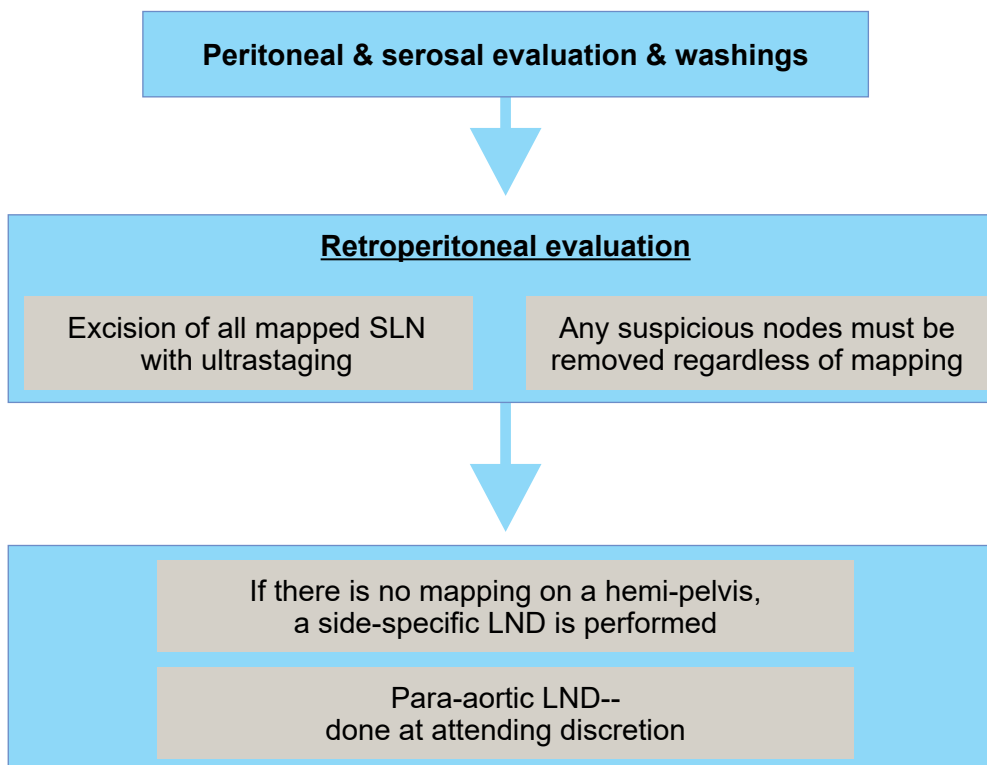 Peritoneal & serosal evaluation & washings
Retroperitoneal evaluation
Excision of all mapped SLN
with ultrastaging
Any suspicious nodes must be
removed regardless of mapping
If there is no mapping on a hemi-pelvis,
a side-specific LND is performed
Para-aortic LND--
done at attending discretion